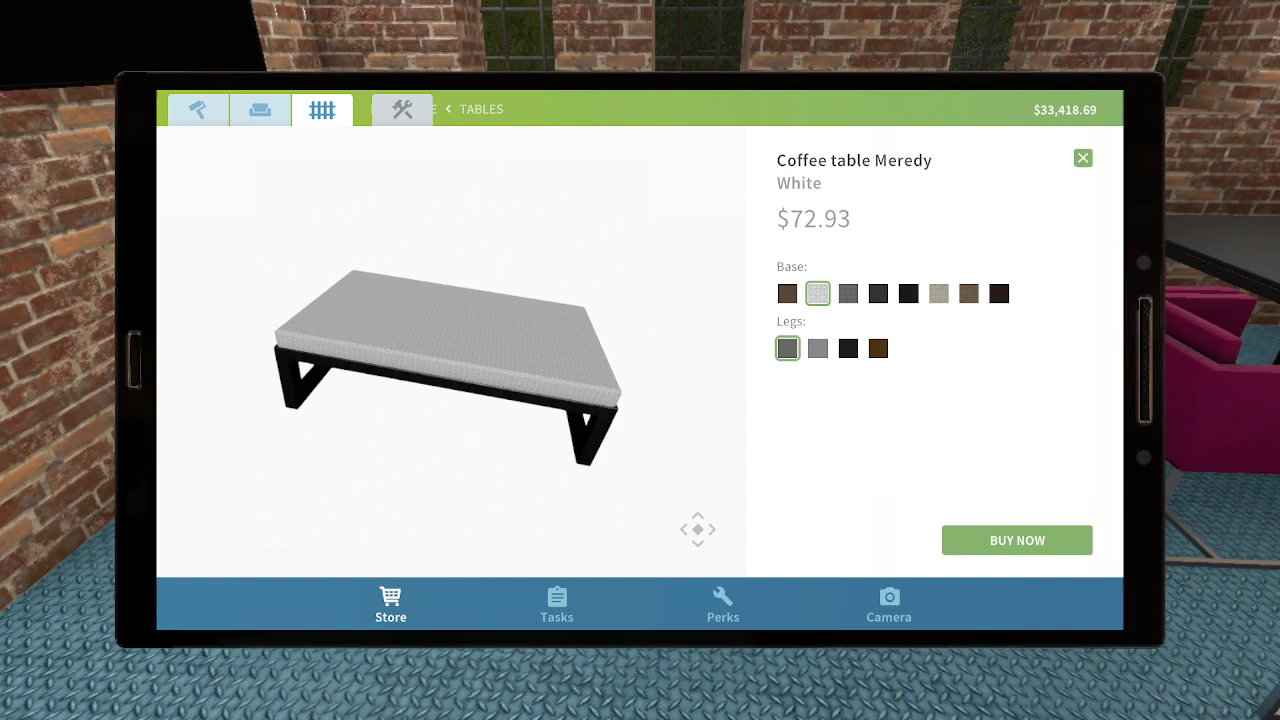 TABLES
$33,418.69
Coffee table Meredy
White
$72.93
Base:
Legs:
BUY NOW
Store
Tasks
Perks
Camera